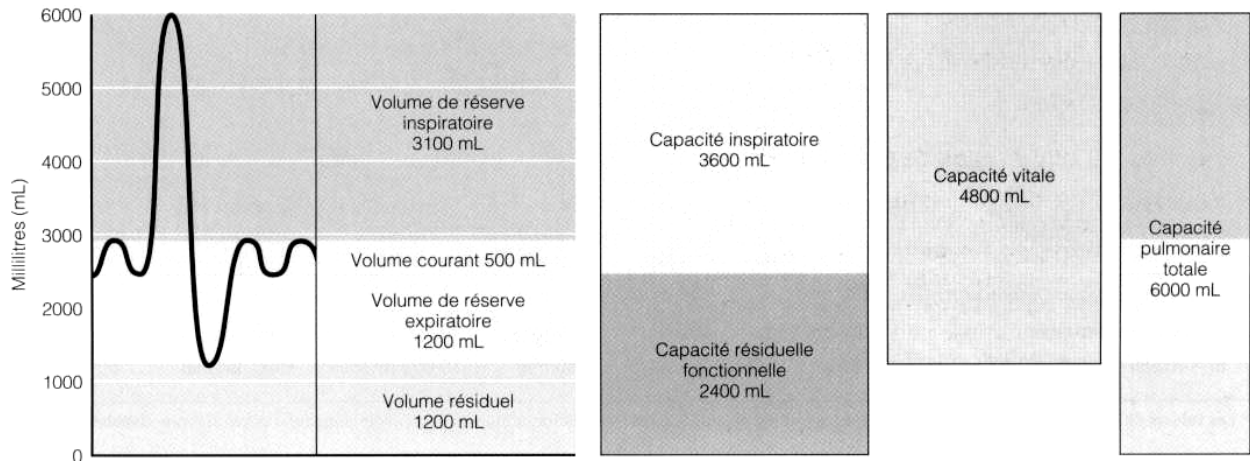 Millilitres (mL)
6000
5000
4000
3000
2000
1000
0
Volume de réserve
inspiratoire
3100 mL
Volume courant 500 mL
Volume de réserve
expiratoire
1200 mL
Volume résiduel
1200 mL
Capacité inspiratoire
3600 mL
Capacité résiduelle
fonctionnelle
2400 mL
Capacité vitale
4800 mL
Capacité
pulmonaire
totale
6000 mL